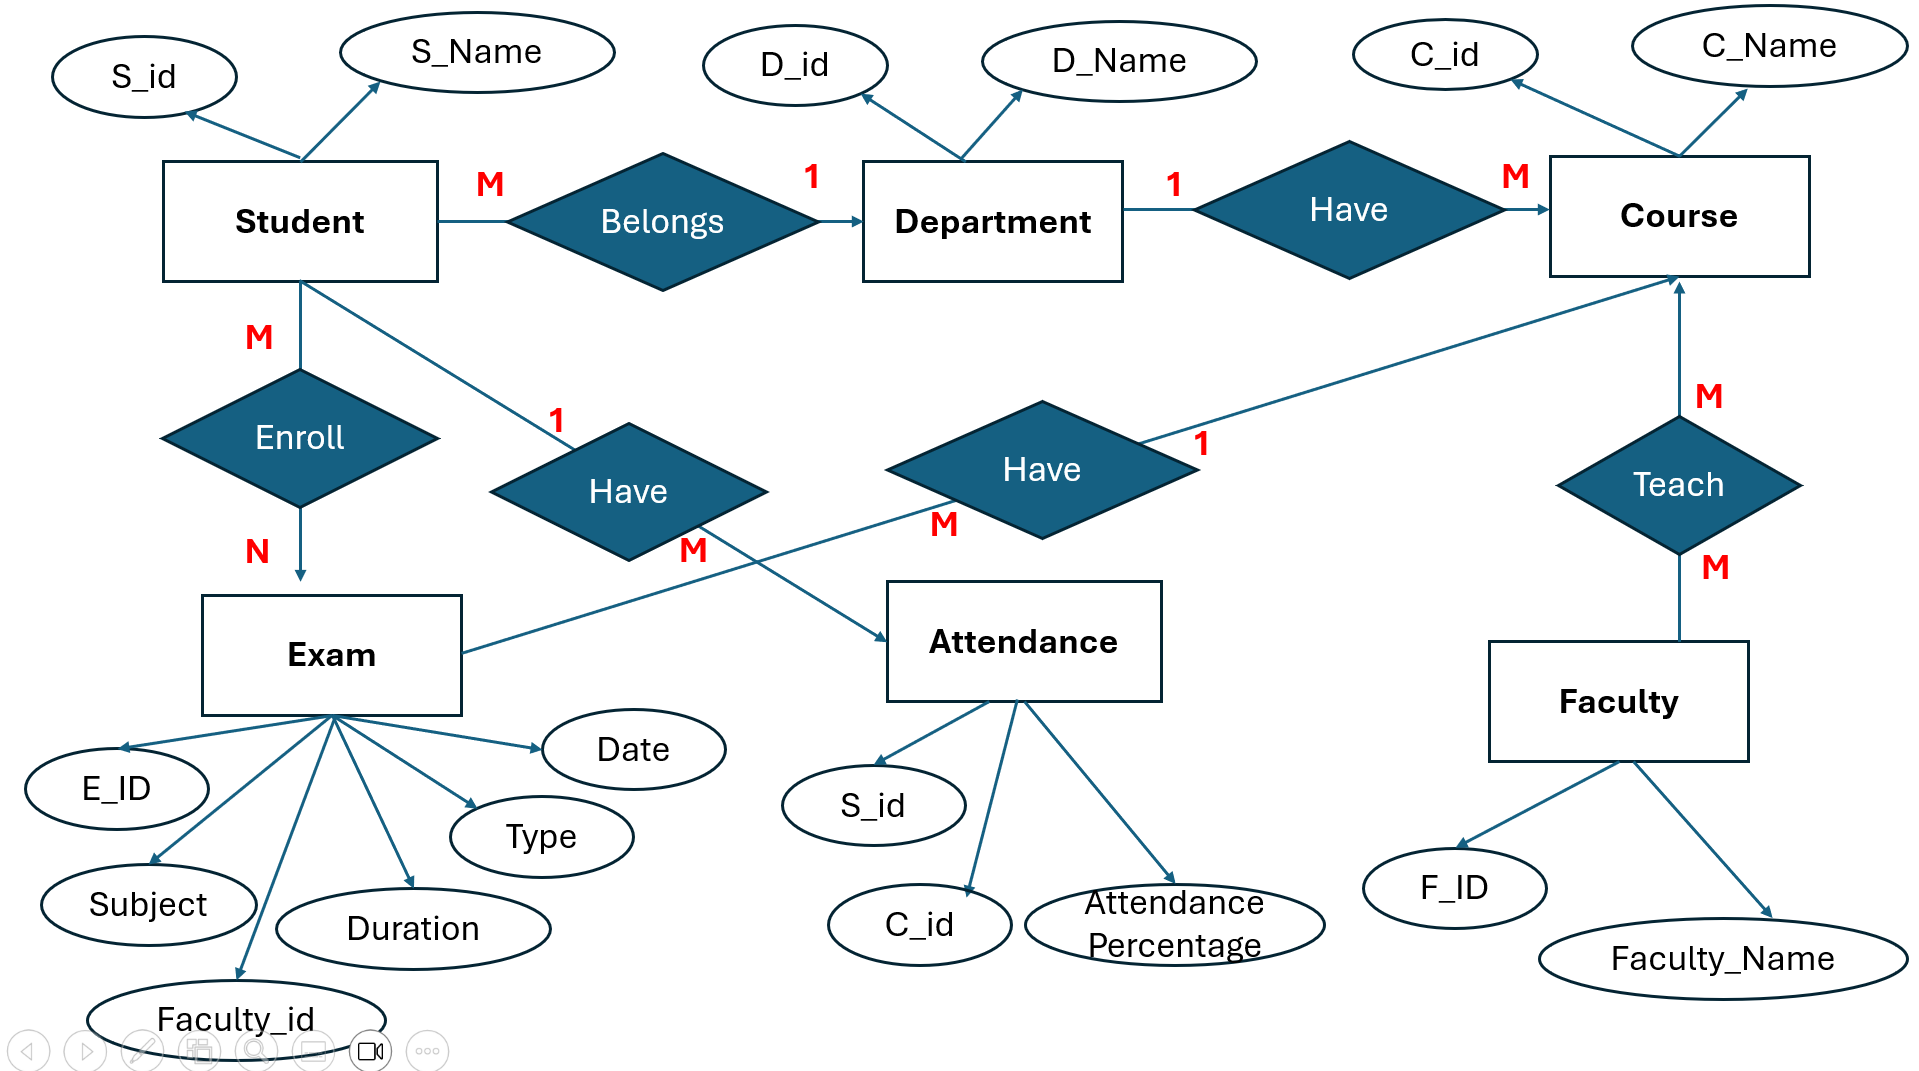 S_id
S_Name
D_id
D_Name
C_id
C_Name
Student
M
Belongs
1
Department
1
Have
M
Course
M
Enroll
N
1
Have
M
Have
1
M
M
Teach
M
Exam
Attendance
Faculty
E_ID
Subject
Faculty_id
Duration
Type
Date
S_id
C_id
Attendance
Percentage
F_ID
Faculty_Name